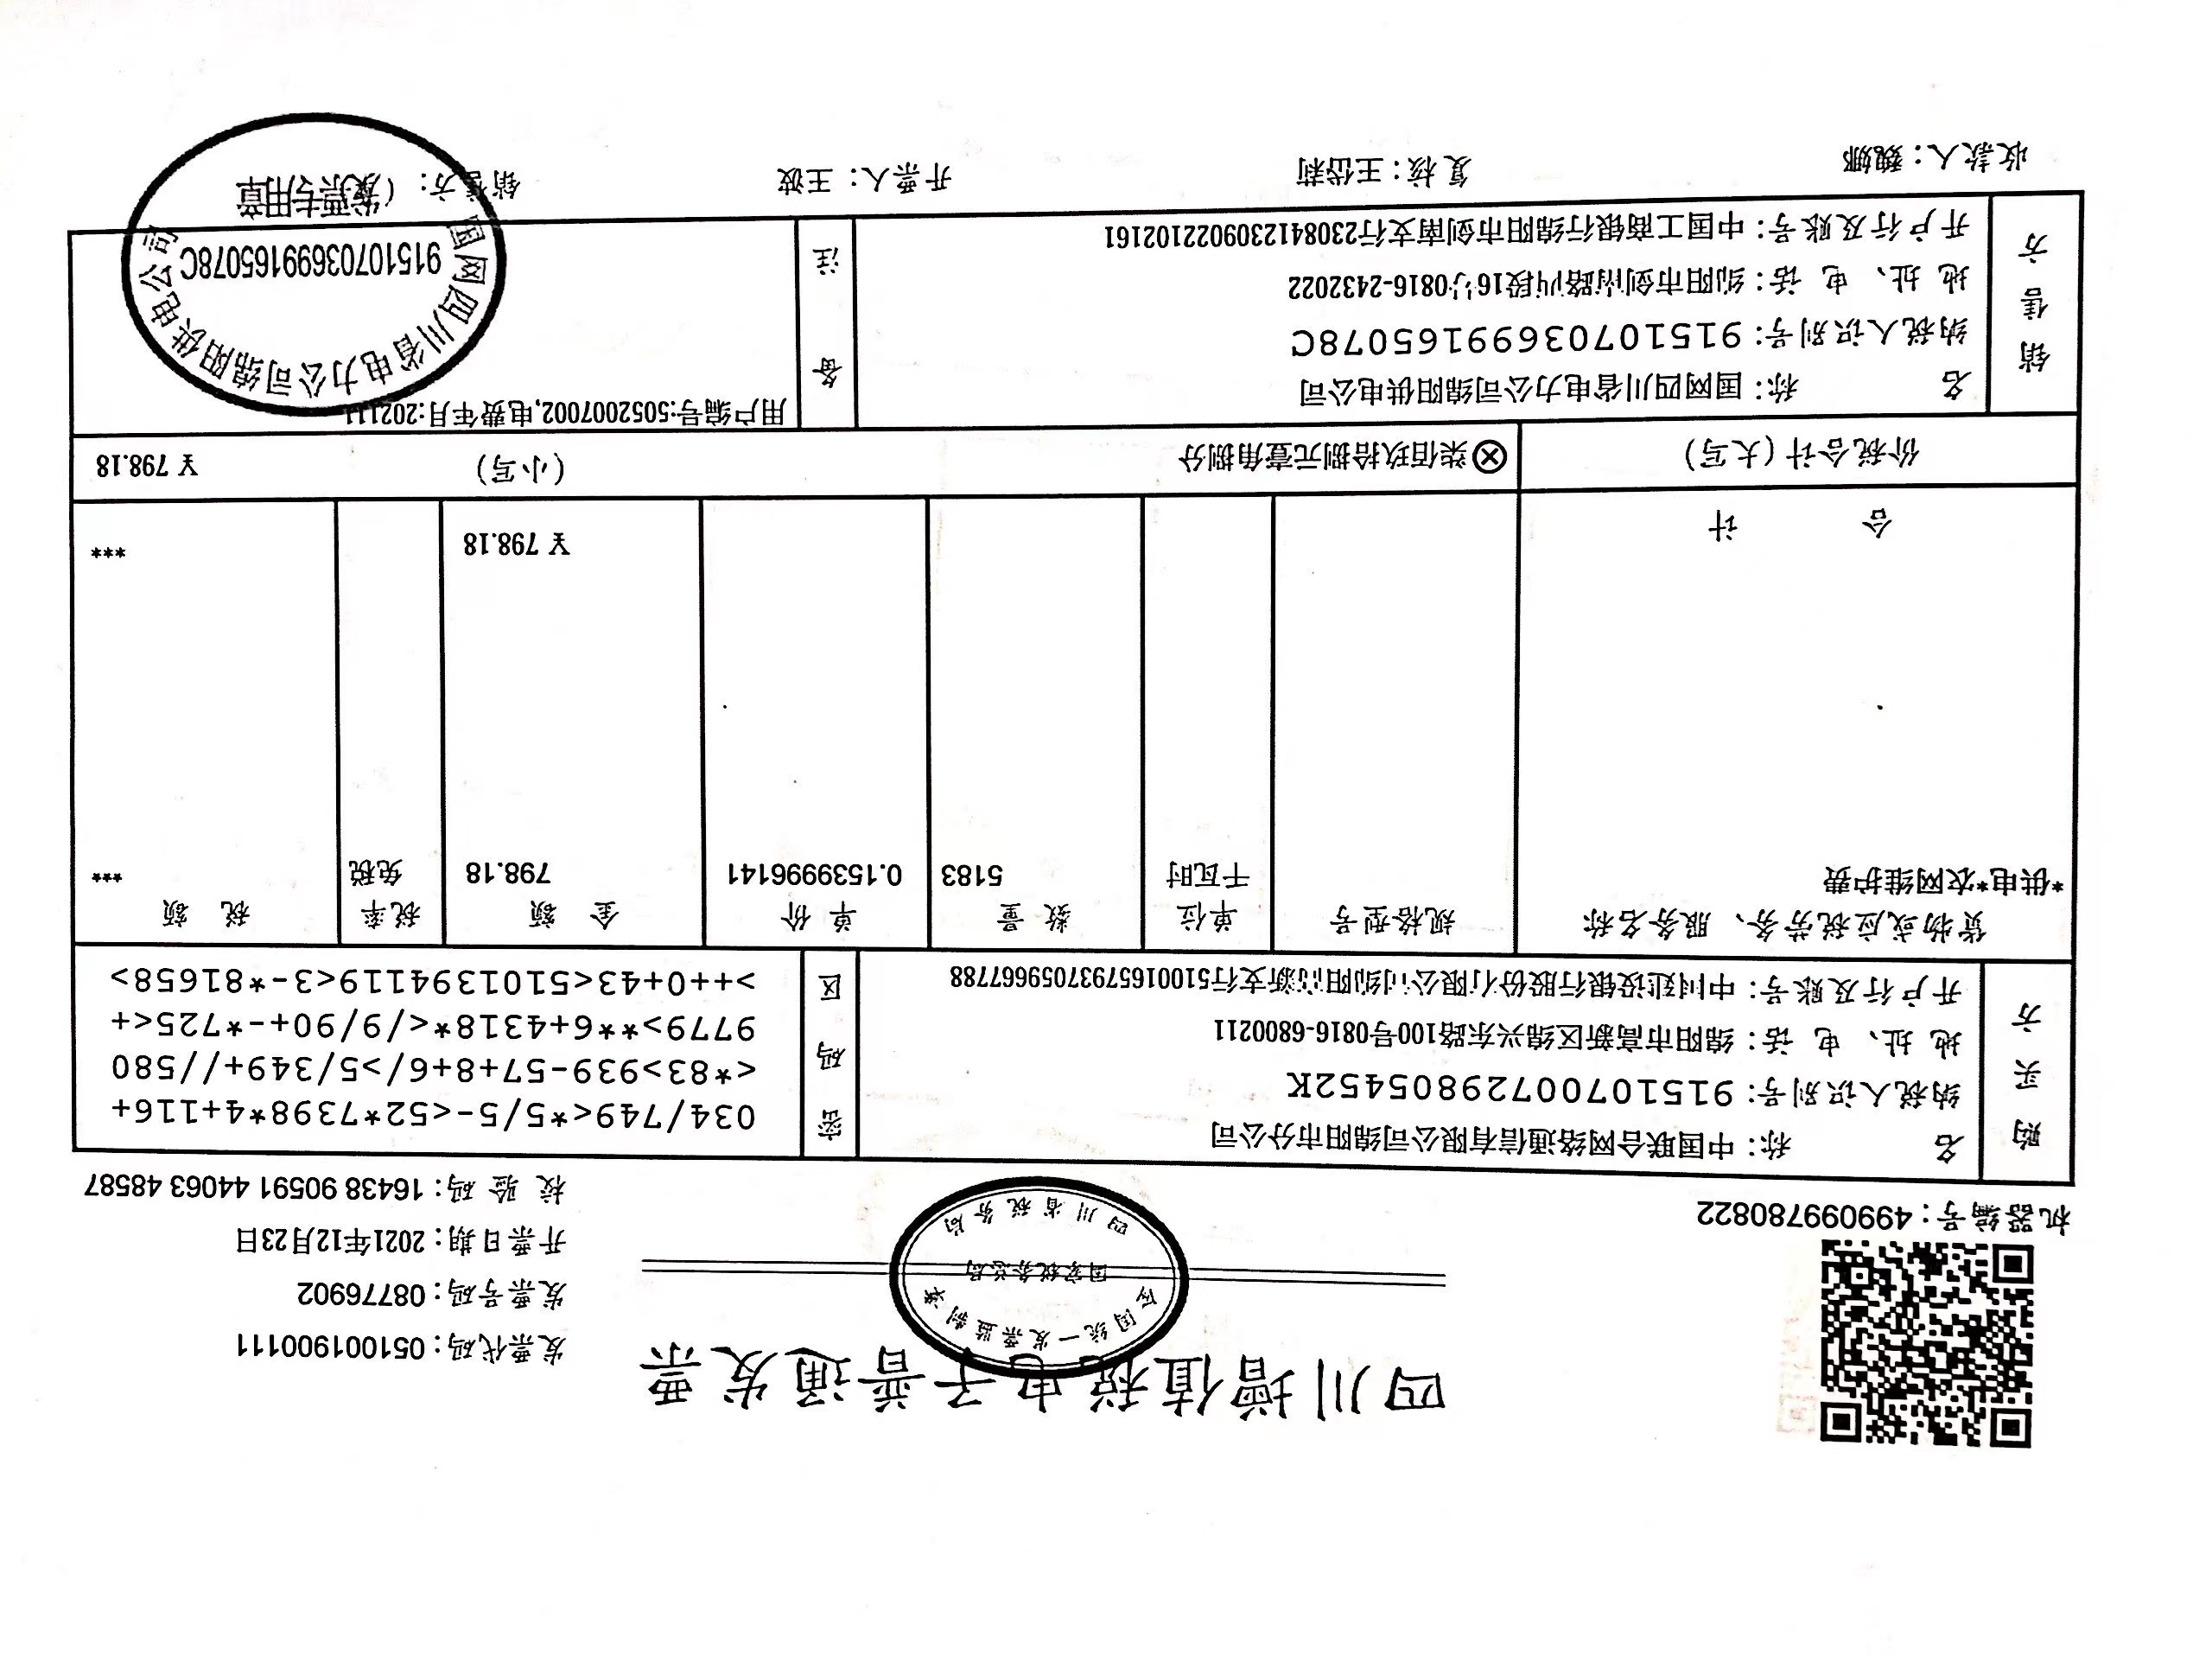 四川增值税电子普通发票
全国统一发票监制章
国家税务总局
四川省税务局
发票代码:051001900111
发票号码:08776902
开票日期:2021年12月23日
校验码:16438 90591 44063 48587
机器编号:499099780822
购买方
名称:中国联合网络通信有限公司绵阳市分公司
纳税人识别号:91510700729805452K
地址、电话:绵阳市高新区绵兴东路100号0816-6800211
开户行及账号:中国建设银行股份有限公司绵阳高新支行51001657937059667788
密码区
034/749<*5/5-<52*7398*4+116+
<*83>939-57+8+6/>5/349+//580
9779>**6+4318*</9/90+-*725<+
>++0+43<5101394119<3-*81658>
货物或应税劳务、服务名称 规格型号 单位 数量 单价 金额 税率 税额
*供电*农网维护费 千瓦时 5183 0.1539996141 798.18 免税 ***
合计 ¥798.18 ***
价税合计(大写) ⊗柒佰玖拾捌元壹角捌分 (小写) ¥798.18
销售方
名称:国网四川省电力公司绵阳供电公司
纳税人识别号:91510703699165078C
地址、电话:绵阳市剑南路西段16号0816-2432022
开户行及账号:中国工商银行绵阳市剑南支行2308412309022102161
备注
用户编号:5052007002,电费年月:202111
国网四川省电力公司绵阳供电公司
91510703699165078C
发票专用章
收款人:魏娜 复核:王岱莉 开票人:王波 销售方:(